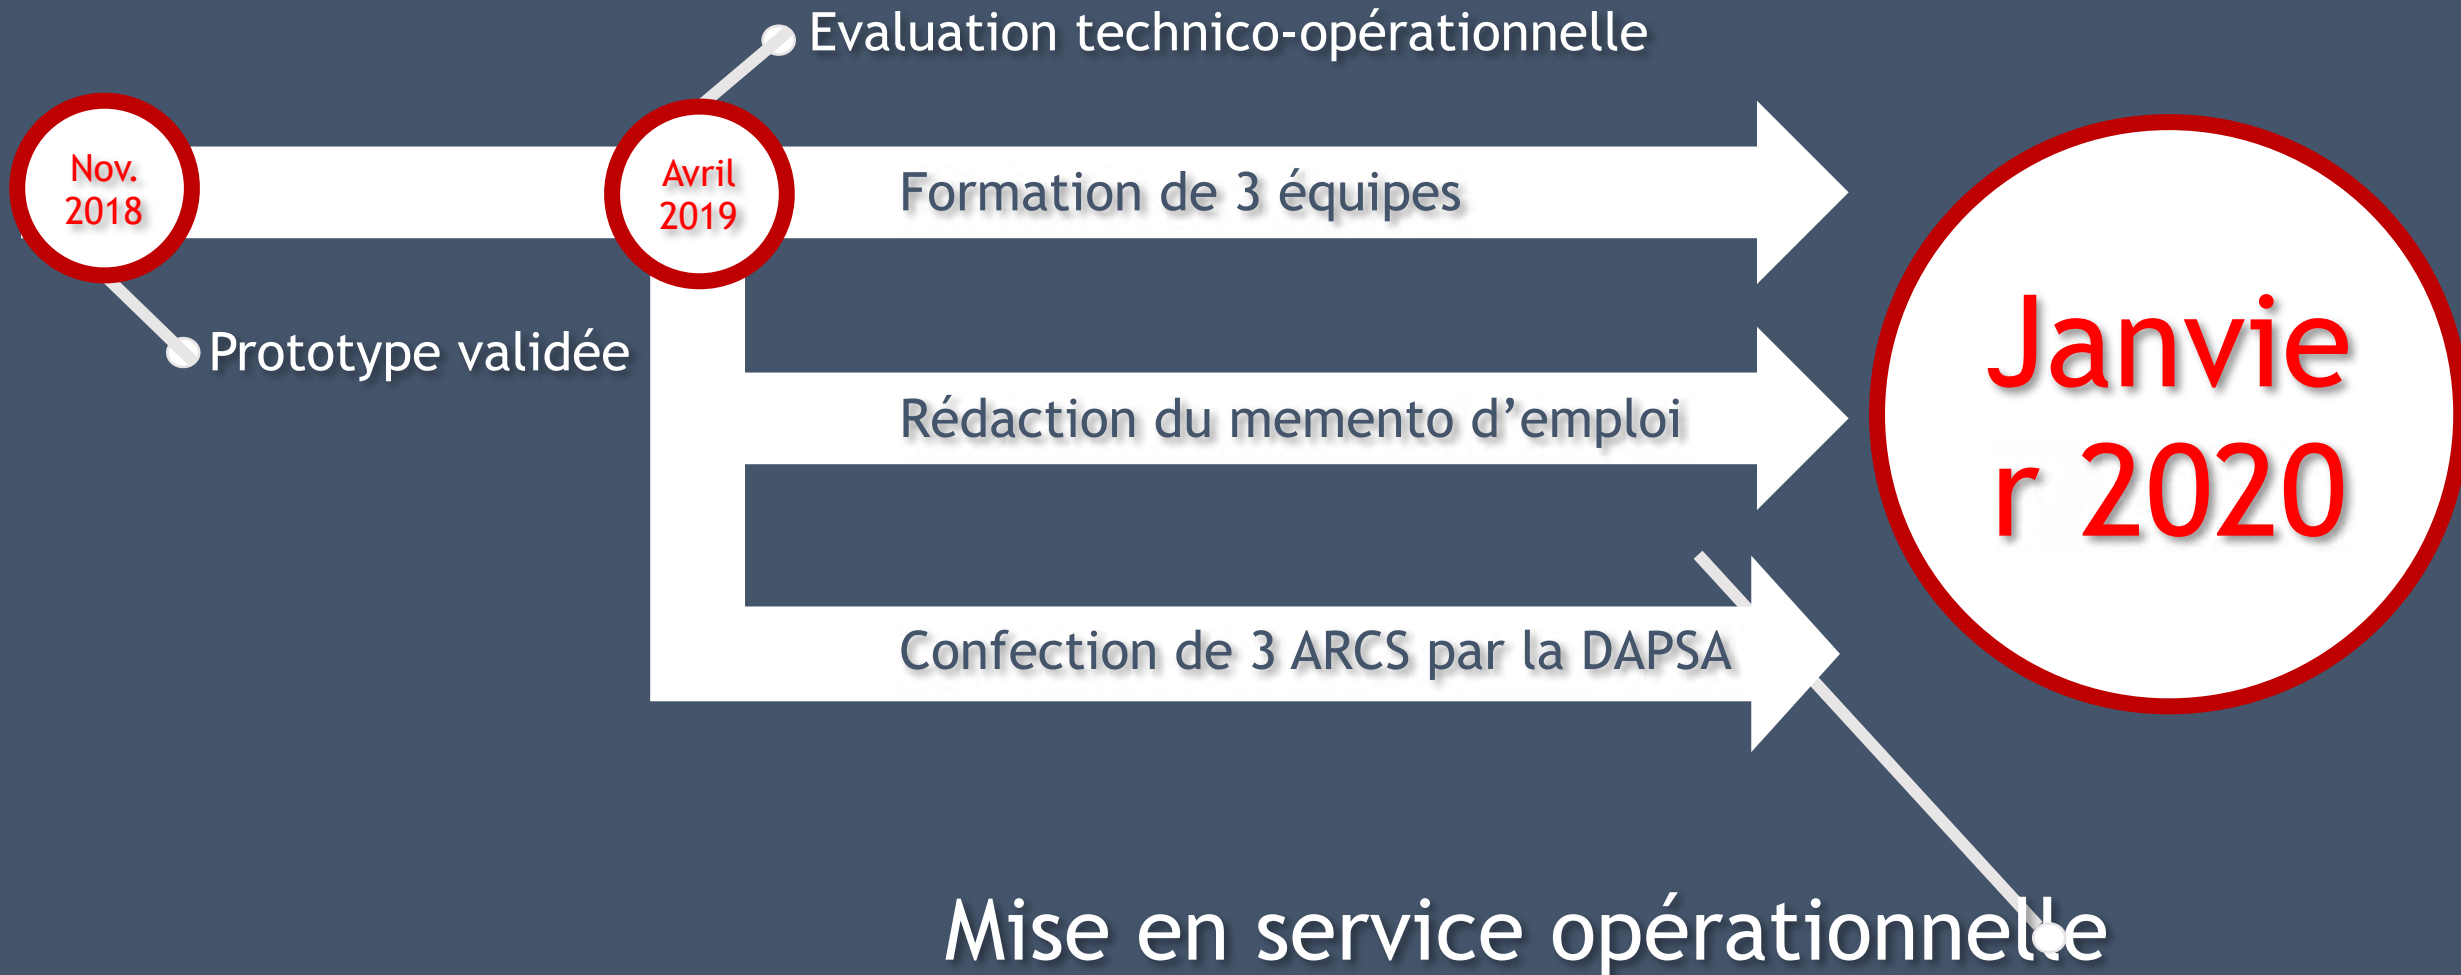 Evaluation technico-opérationnelle
Nov.
2018
Avril
2019
Formation de 3 équipes
Prototype validée
Rédaction du memento d’emploi
Janvie
r 2020
Confection de 3 ARCS par la DAPSA
Mise en service opérationnelle